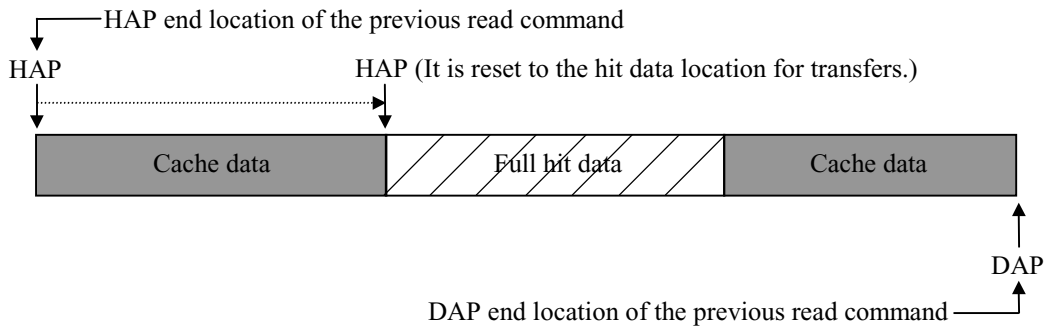 HAP end location of the previous read command
HAP
HAP (It is reset to the hit data location for transfers.)
Cache data
Full hit data
Cache data
DAP
DAP end location of the previous read command